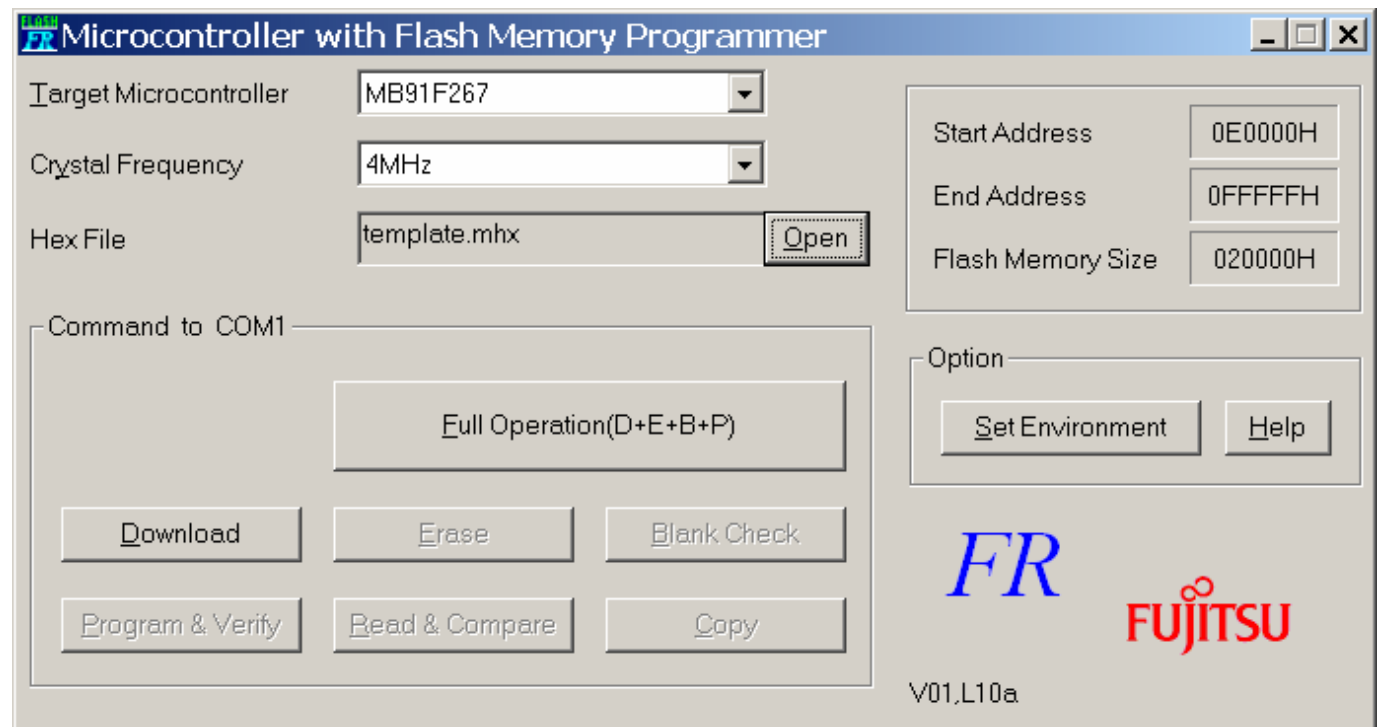 FLASH
FR
Microcontroller with Flash Memory Programmer
Target Microcontroller
MB91F267
Crystal Frequency
4MHz
Hex File
template.mhx
Open
Start Address
0E0000H
End Address
0FFFFFH
Flash Memory Size
020000H
Command to COM1
Full Operation(D+E+B+P)
Download
Erase
Blank Check
Program & Verify
Read & Compare
Copy
Option
Set Environment
Help
FR
FUJITSU
V01,L10a